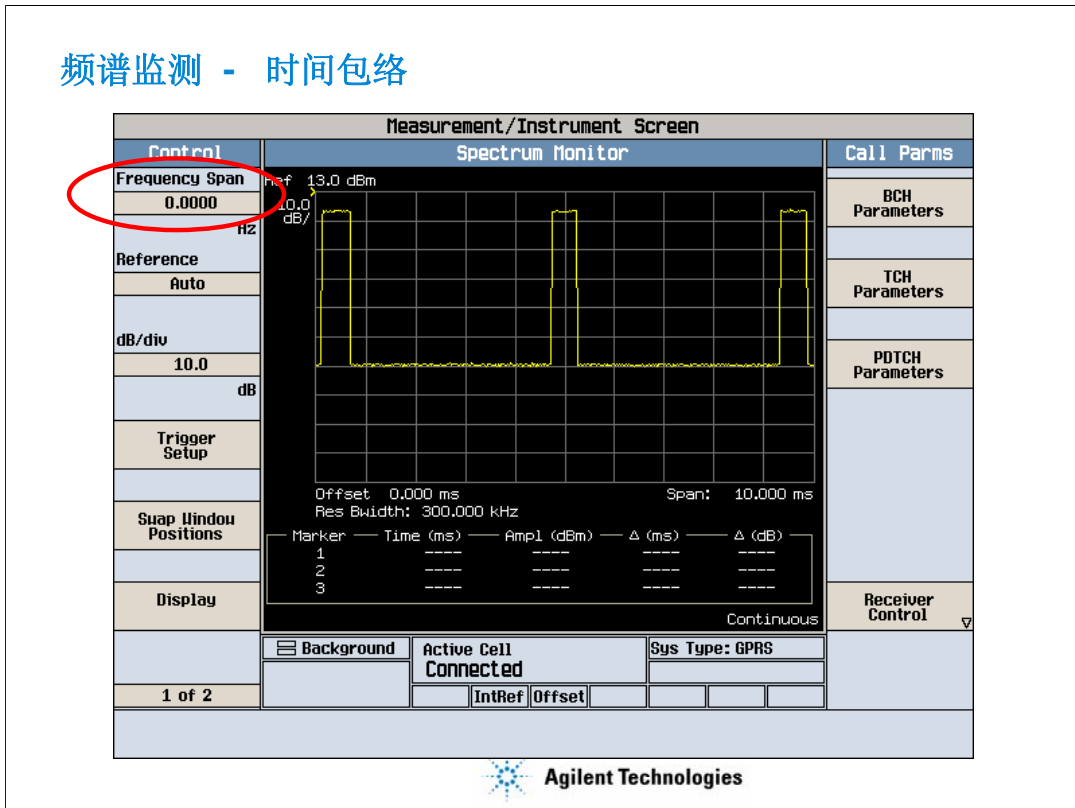 频谱监测 - 时间包络
Measurement/Instrument Screen
Control
Spectrum Monitor
Call Parms
Frequency Span
0.0000
Hz
Reference
Auto
dB/div
10.0
dB
Trigger
Setup
Swap Window
Positions
Display
1 of 2
Ref 13.0 dBm
10.0
dB/
Offset 0.000 ms
Span: 10.000 ms
Res Bwidth: 300.000 kHz
Marker Time (ms) Ampl (dBm) Δ (ms) Δ (dB)
1 ---- ---- ---- ----
2 ---- ---- ---- ----
3 ---- ---- ---- ----
Continuous
Background
Active Cell
Connected
Sys Type: GPRS
IntRef
Offset
BCH
Parameters
TCH
Parameters
PDTCH
Parameters
Receiver
Control
Agilent Technologies